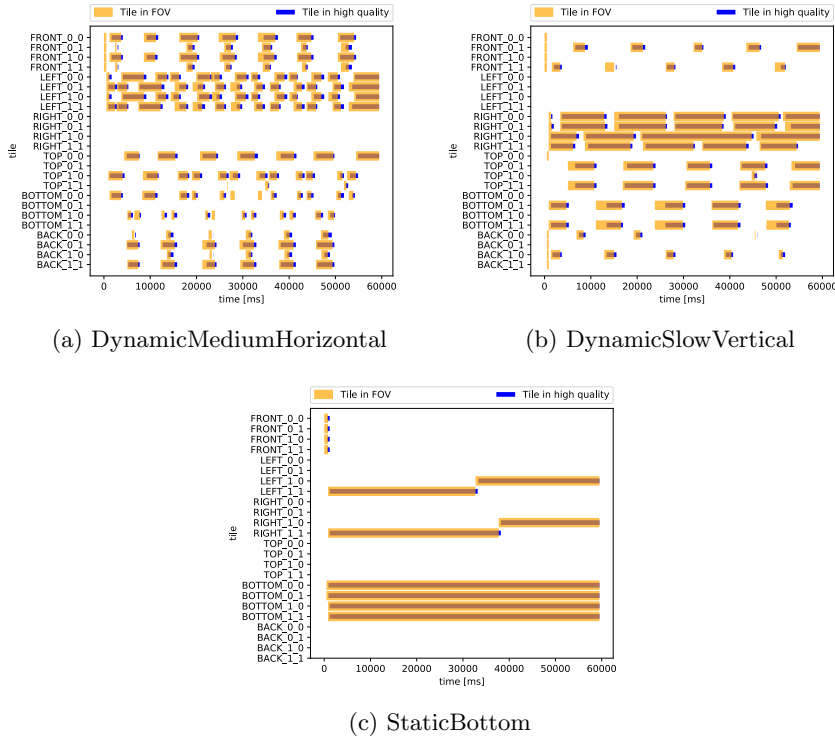 Tile in FOV Tile in high quality
FRONT_0_0
FRONT_0_1
FRONT_1_0
FRONT_1_1
LEFT_0_0
LEFT_0_1
LEFT_1_0
LEFT_1_1
RIGHT_0_0
RIGHT_0_1
RIGHT_1_0
RIGHT_1_1
TOP_0_0
TOP_0_1
TOP_1_0
TOP_1_1
BOTTOM_0_0
BOTTOM_0_1
BOTTOM_1_0
BOTTOM_1_1
BACK_0_0
BACK_0_1
BACK_1_0
BACK_1_1
tile
0 10000 20000 30000 40000 50000 60000
time [ms]
(a) DynamicMediumHorizontal
Tile in FOV Tile in high quality
FRONT_0_0
FRONT_0_1
FRONT_1_0
FRONT_1_1
LEFT_0_0
LEFT_0_1
LEFT_1_0
LEFT_1_1
RIGHT_0_0
RIGHT_0_1
RIGHT_1_0
RIGHT_1_1
TOP_0_0
TOP_0_1
TOP_1_0
TOP_1_1
BOTTOM_0_0
BOTTOM_0_1
BOTTOM_1_0
BOTTOM_1_1
BACK_0_0
BACK_0_1
BACK_1_0
BACK_1_1
tile
0 10000 20000 30000 40000 50000 60000
time [ms]
(b) DynamicSlowVertical
Tile in FOV Tile in high quality
FRONT_0_0
FRONT_0_1
FRONT_1_0
FRONT_1_1
LEFT_0_0
LEFT_0_1
LEFT_1_0
LEFT_1_1
RIGHT_0_0
RIGHT_0_1
RIGHT_1_0
RIGHT_1_1
TOP_0_0
TOP_0_1
TOP_1_0
TOP_1_1
BOTTOM_0_0
BOTTOM_0_1
BOTTOM_1_0
BOTTOM_1_1
BACK_0_0
BACK_0_1
BACK_1_0
BACK_1_1
tile
0 10000 20000 30000 40000 50000 60000
time [ms]
(c) StaticBottom